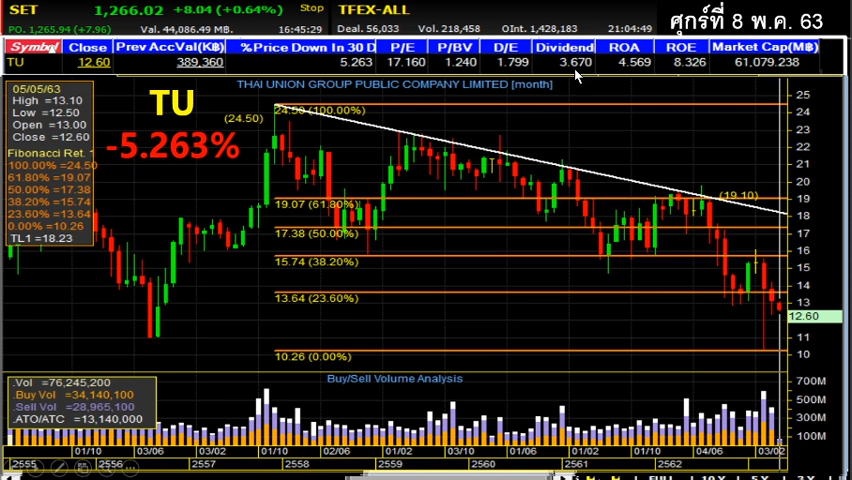 SET 1,266.02 +8.04 (+0.64%) Stop TFEX-ALL ศุกร์ที่ 8 พ.ค. 63
PO: 1,265.94 (+7.96) Val. 44,086.49 M฿. 16:45:29 Deal. 56,033 Vol. 218,458 OInt. 1,428,183 21:04:49
Symbol Close Prev AccVal(K฿) %Price Down In 30 D P/E P/BV D/E Dividend ROA ROE Market Cap(M฿)
TU 12.60 389,360 5.263 17.160 1.240 1.799 3.670 4.569 8.326 61,079.238
THAI UNION GROUP PUBLIC COMPANY LIMITED [month]
05/05/63
High =13.10
Low =12.50
Open =13.00
Close =12.60
Fibonacci Ret. 1
100.00% =24.50
61.80% =19.07
50.00% =17.38
38.20% =15.74
23.60% =13.64
0.00% =10.26
TL1 =18.23
TU
-5.263%
(24.50)
24.50 (100.00%)
(19.10)
19.07 (61.80%)
17.38 (50.00%)
15.74 (38.20%)
13.64 (23.60%)
10.26 (0.00%)
25
24
23
22
21
20
19
18
17
16
15
14
13
12.60
11
10
Buy/Sell Volume Analysis
.Vol =76,245,200
.Buy Vol =34,140,100
.Sell Vol =28,965,100
.ATO/ATC =13,140,000
700M
500M
300M
100M
01/10 03/06 03/02 01/10 02/06 01/02 03/10 01/06 01/02 01/10 04/06 03/02
2555 2556 2557 2558 2559 2560 2561 2562